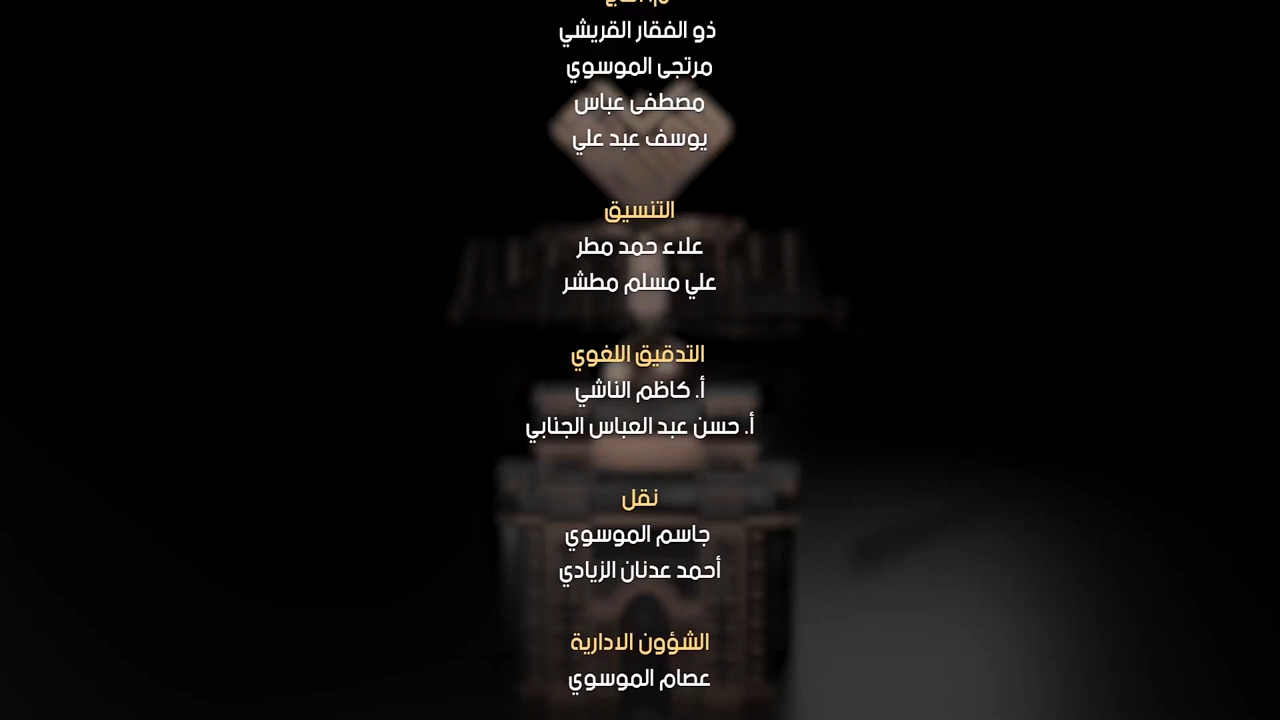 ذو الفقار القريشي
مرتجى الموسوي
مصطفى عباس
يوسف عبد علي
التنسيق
علاء حمد مطر
علي مسلم مطشر
التدقيق اللغوي
أ. كاظم الناشي
أ. حسن عبد العباس الجنابي
نقل
جاسم الموسوي
أحمد عدنان الزيادي
الشؤون الادارية
عصام الموسوي